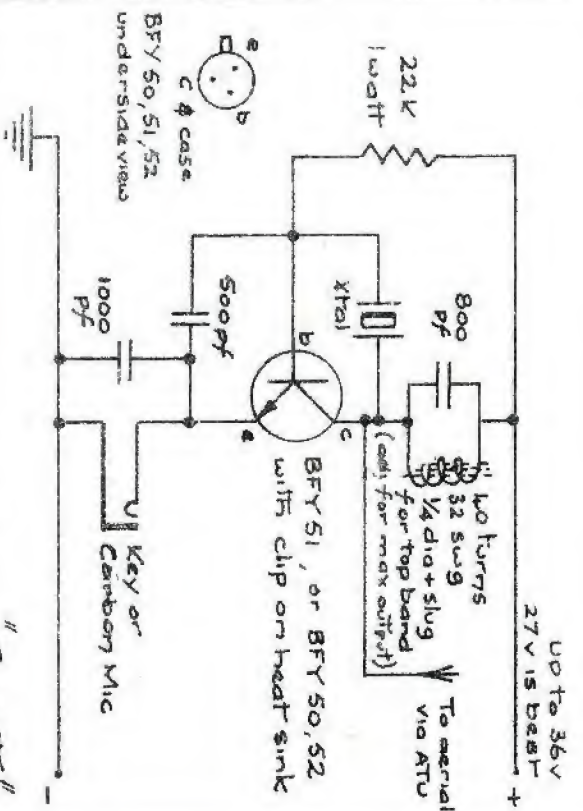 up to 36v
27v is best
+
22K
1 watt
800
pf
40 turns
32 swg
1/4 dia + slug
for top band
(adj for max output)
To aerial
via ATU
xtal
c
b
e
BFY 51, or BFY 50, 52
with clip on heat sink
500pf
1000
pf
Key or
Carbon Mic
e
b
c & case
BFY 50, 51, 52
underside view
-